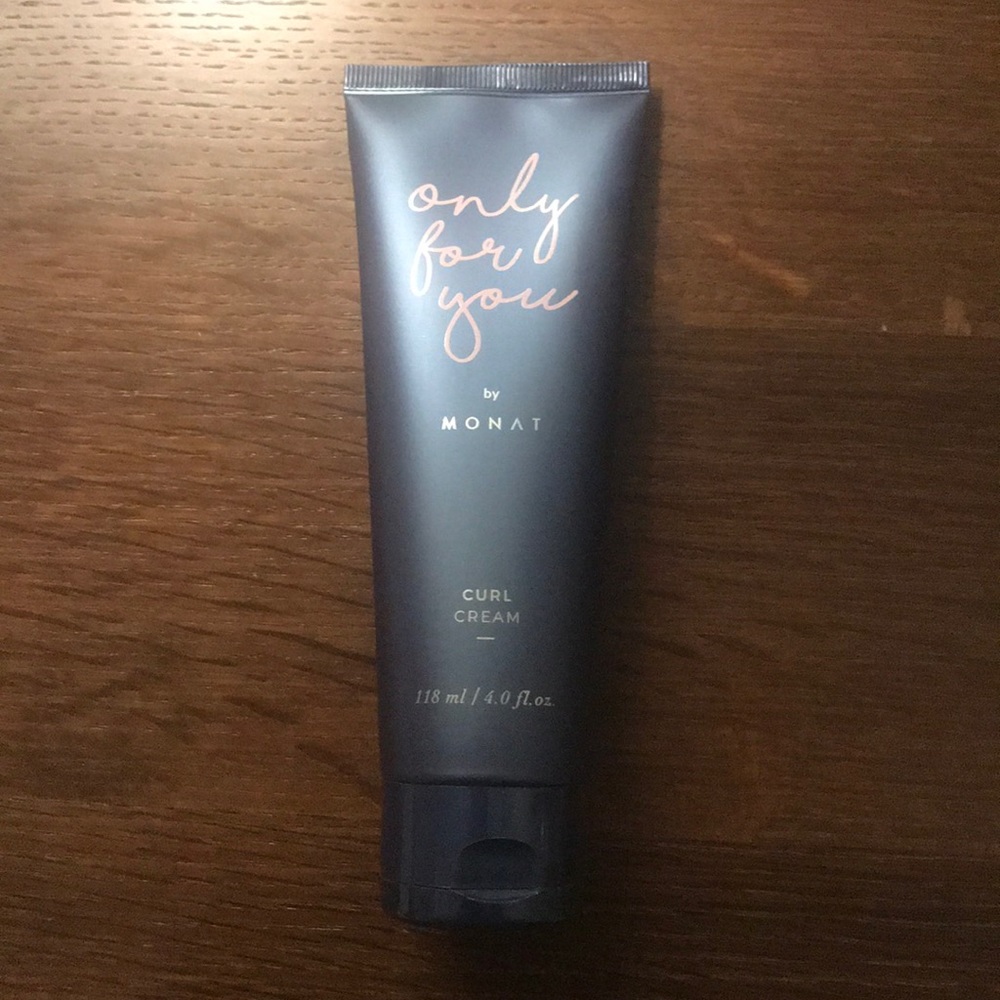 only
for
you
by
MONAT
CURL
CREAM
118 ml / 4.0 fl.oz.